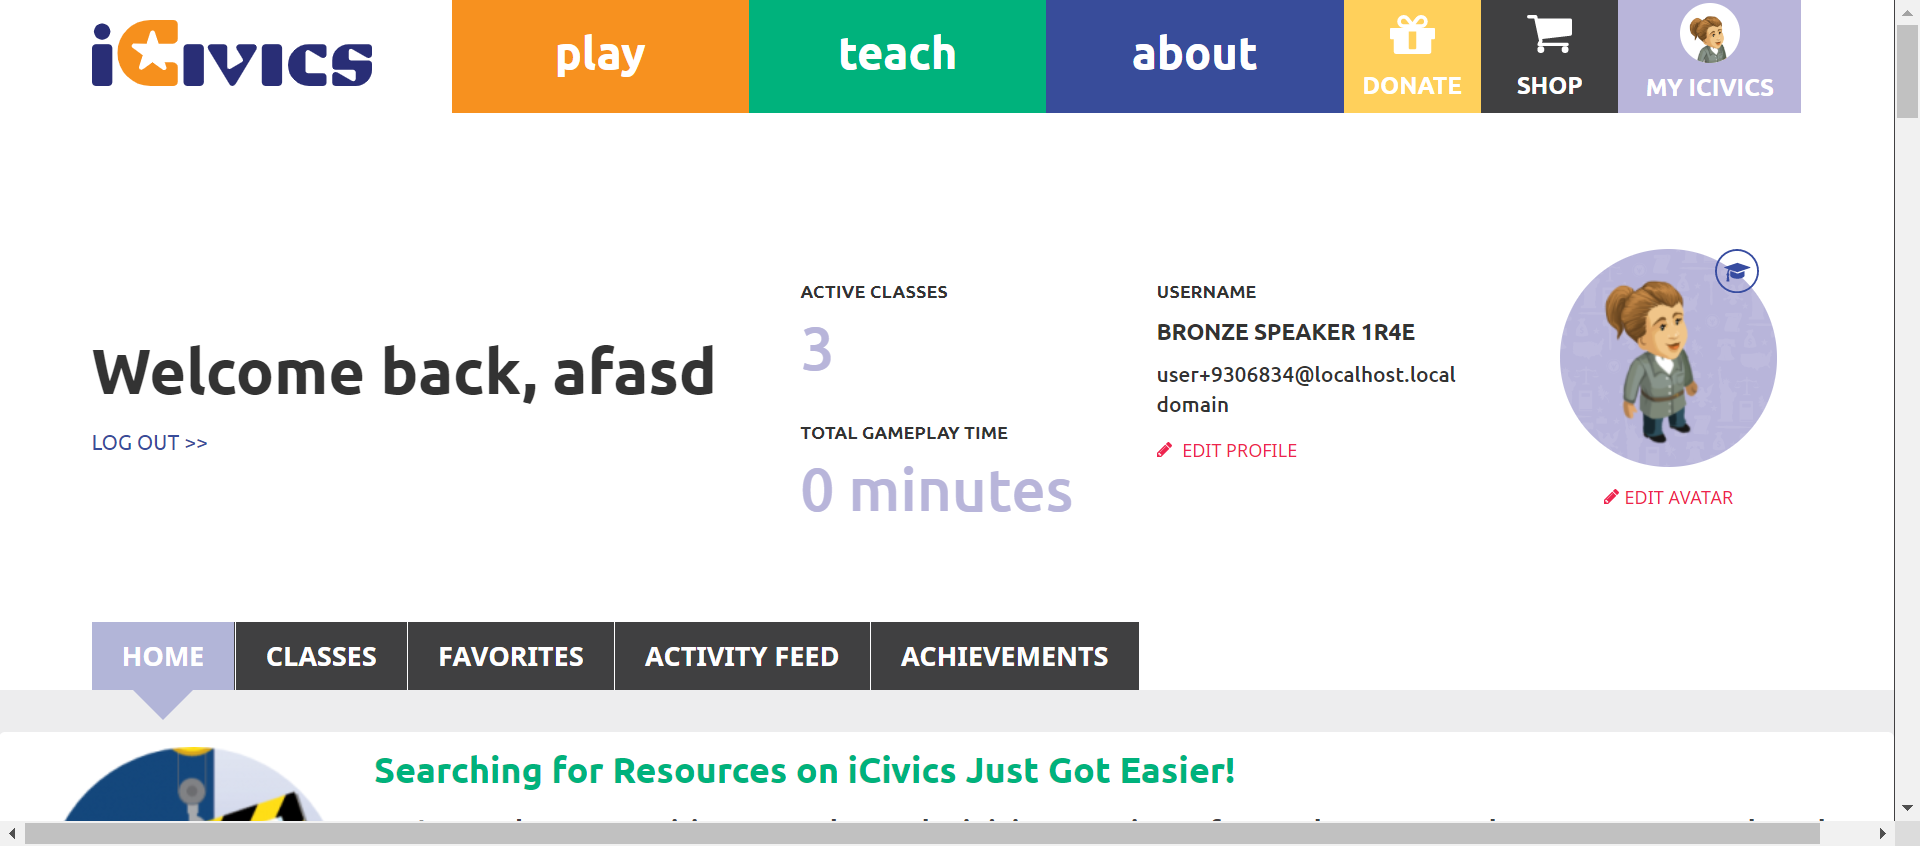 iCivics
play
teach
about
DONATE
SHOP
MY ICIVICS
Welcome back, afasd
LOG OUT >>
ACTIVE CLASSES
3
TOTAL GAMEPLAY TIME
0 minutes
USERNAME
BRONZE SPEAKER 1R4E
user+9306834@localhost.local
domain
EDIT PROFILE
EDIT AVATAR
HOME
CLASSES
FAVORITES
ACTIVITY FEED
ACHIEVEMENTS
Searching for Resources on iCivics Just Got Easier!